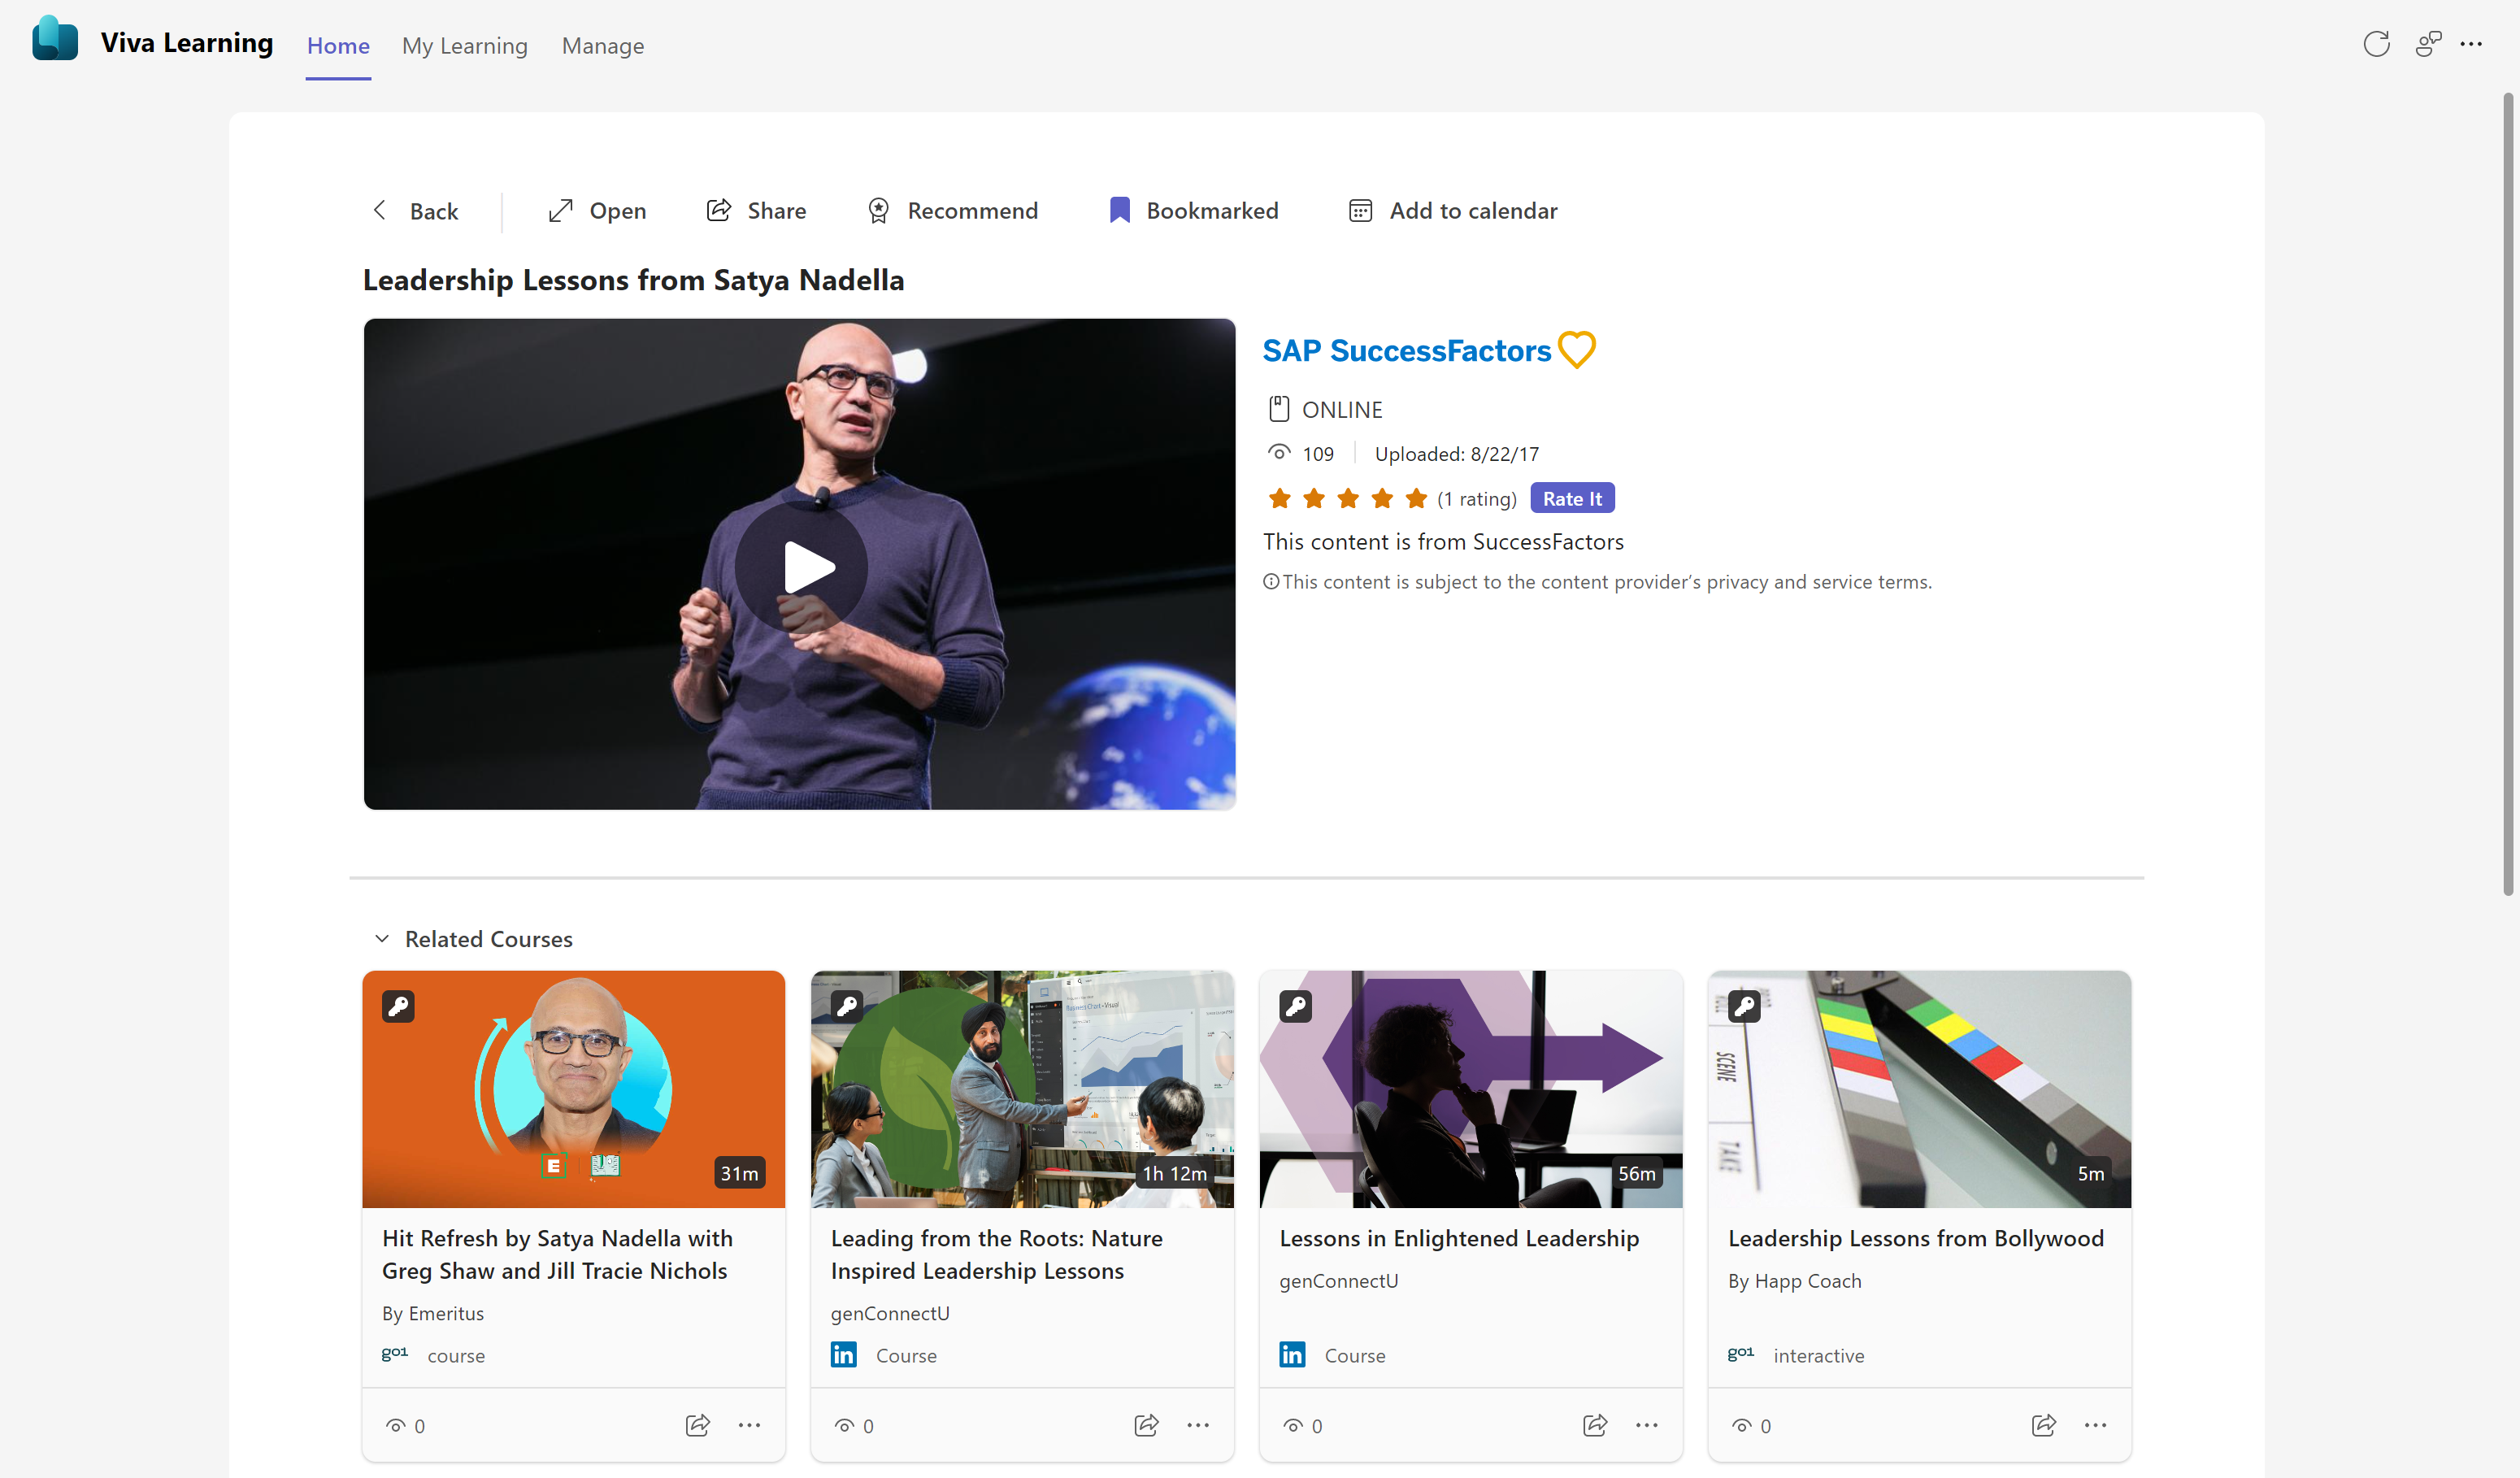 Viva Learning
Home
My Learning
Manage
Back
Open
Share
Recommend
Bookmarked
Add to calendar
Leadership Lessons from Satya Nadella
SAP SuccessFactors
ONLINE
109
Uploaded: 8/22/17
(1 rating)
Rate It
This content is from SuccessFactors
This content is subject to the content provider’s privacy and service terms.
Related Courses
E
31m
Hit Refresh by Satya Nadella with
Greg Shaw and Jill Tracie Nichols
By Emeritus
go1
course
0
Business Chart - Visual
1h 12m
Leading from the Roots: Nature
Inspired Leadership Lessons
genConnectU
in
Course
0
56m
Lessons in Enlightened Leadership
genConnectU
in
Course
0
SCENE
TAKE
5m
Leadership Lessons from Bollywood
By Happ Coach
go1
interactive
0